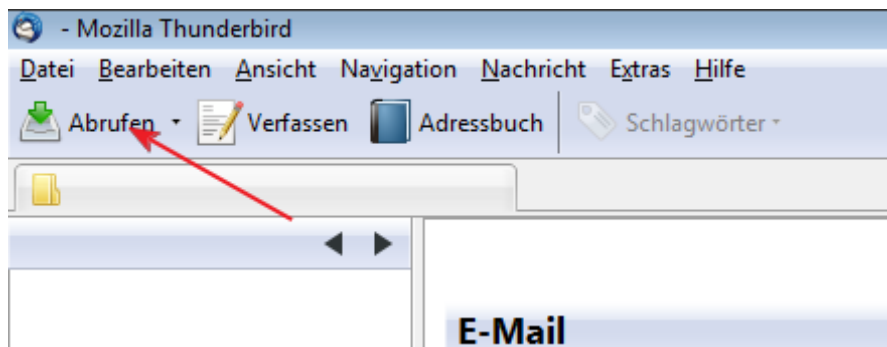 - Mozilla Thunderbird
Datei Bearbeiten Ansicht Navigation Nachricht Extras Hilfe
Abrufen Verfassen Adressbuch Schlagwörter
E-Mail